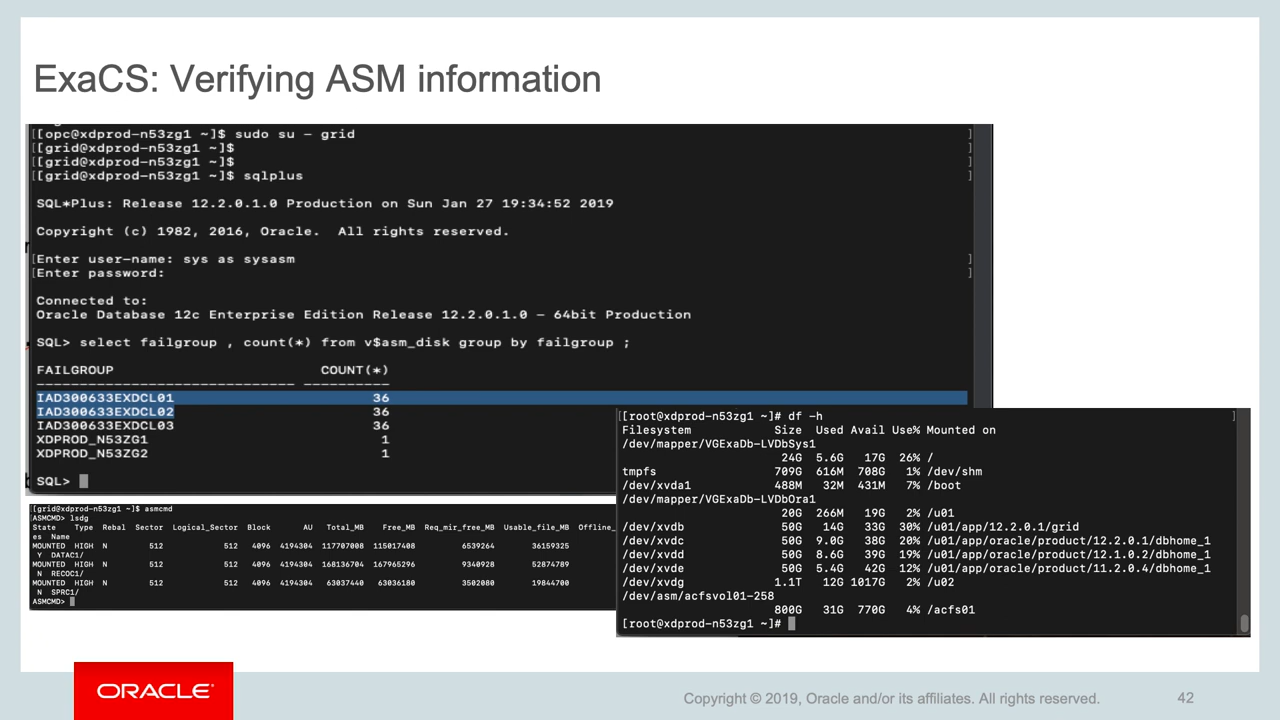 ExaCS: Verifying ASM information
[[opc@xdprod-n53zg1 ~]$ sudo su - grid ]
[[grid@xdprod-n53zg1 ~]$ ]
[[grid@xdprod-n53zg1 ~]$ ]
[[grid@xdprod-n53zg1 ~]$ sqlplus ]
SQL*Plus: Release 12.2.0.1.0 Production on Sun Jan 27 19:34:52 2019
Copyright (c) 1982, 2016, Oracle. All rights reserved.
[Enter user-name: sys as sysasm ]
[Enter password: ]
Connected to:
Oracle Database 12c Enterprise Edition Release 12.2.0.1.0 - 64bit Production
SQL> select failgroup , count(*) from v$asm_disk group by failgroup ;
FAILGROUP COUNT(*)
------------------------------ ----------
IAD300633EXDCL01 36
IAD300633EXDCL02 36
IAD300633EXDCL03 36
XDPROD_N53ZG1 1
XDPROD_N53ZG2 1
SQL>
[grid@xdprod-n53zg1 ~]$ asmcmd
ASMCMD> lsdg
State Type Rebal Sector Logical_Sector Block AU Total_MB Free_MB Req_mir_free_MB Usable_file_MB Offline_
es Name
MOUNTED HIGH N 512 512 4096 4194304 117707008 115017408 6539264 36159325
Y DATAC1/
MOUNTED HIGH N 512 512 4096 4194304 168136704 167965296 9340928 52874789
N RECOC1/
MOUNTED HIGH N 512 512 4096 4194304 63037440 63036180 3502080 19844700
N SPRC1/
ASMCMD>
[[root@xdprod-n53zg1 ~]# df -h ]
Filesystem Size Used Avail Use% Mounted on
/dev/mapper/VGExaDb-LVDbSys1
24G 5.6G 17G 26% /
tmpfs 709G 616M 708G 1% /dev/shm
/dev/xvda1 488M 32M 431M 7% /boot
/dev/mapper/VGExaDb-LVDbOra1
20G 266M 19G 2% /u01
/dev/xvdb 50G 14G 33G 30% /u01/app/12.2.0.1/grid
/dev/xvdc 50G 9.0G 38G 20% /u01/app/oracle/product/12.2.0.1/dbhome_1
/dev/xvdd 50G 8.6G 39G 19% /u01/app/oracle/product/12.1.0.2/dbhome_1
/dev/xvde 50G 5.4G 42G 12% /u01/app/oracle/product/11.2.0.4/dbhome_1
/dev/xvdg 1.1T 12G 1017G 2% /u02
/dev/asm/acfsvol01-258
800G 31G 770G 4% /acfs01
[root@xdprod-n53zg1 ~]#
ORACLE
Copyright © 2019, Oracle and/or its affiliates. All rights reserved. 42